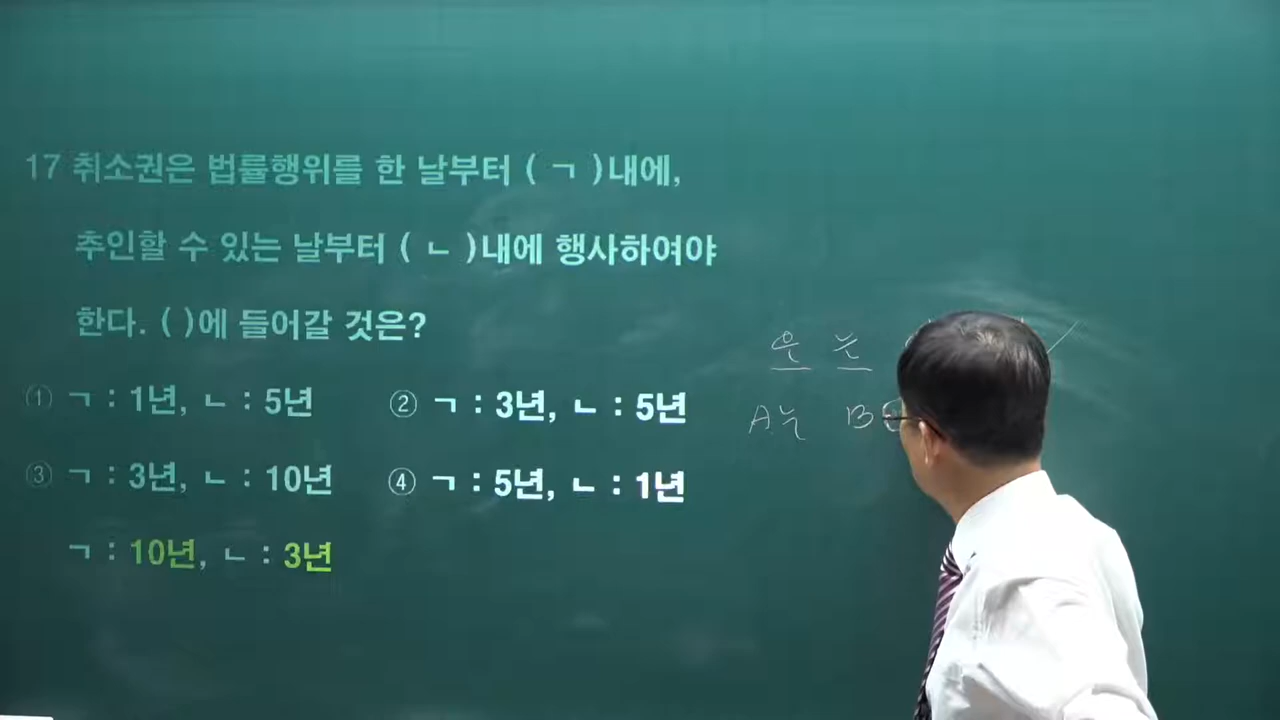 17 취소권은 법률행위를 한 날부터 ( ㄱ )내에,
추인할 수 있는 날부터 ( ㄴ )내에 행사하여야
한다. ( )에 들어갈 것은?
① ㄱ : 1년, ㄴ : 5년 ② ㄱ : 3년, ㄴ : 5년
③ ㄱ : 3년, ㄴ : 10년 ④ ㄱ : 5년, ㄴ : 1년
ㄱ : 10년, ㄴ : 3년
은 는
A는 B